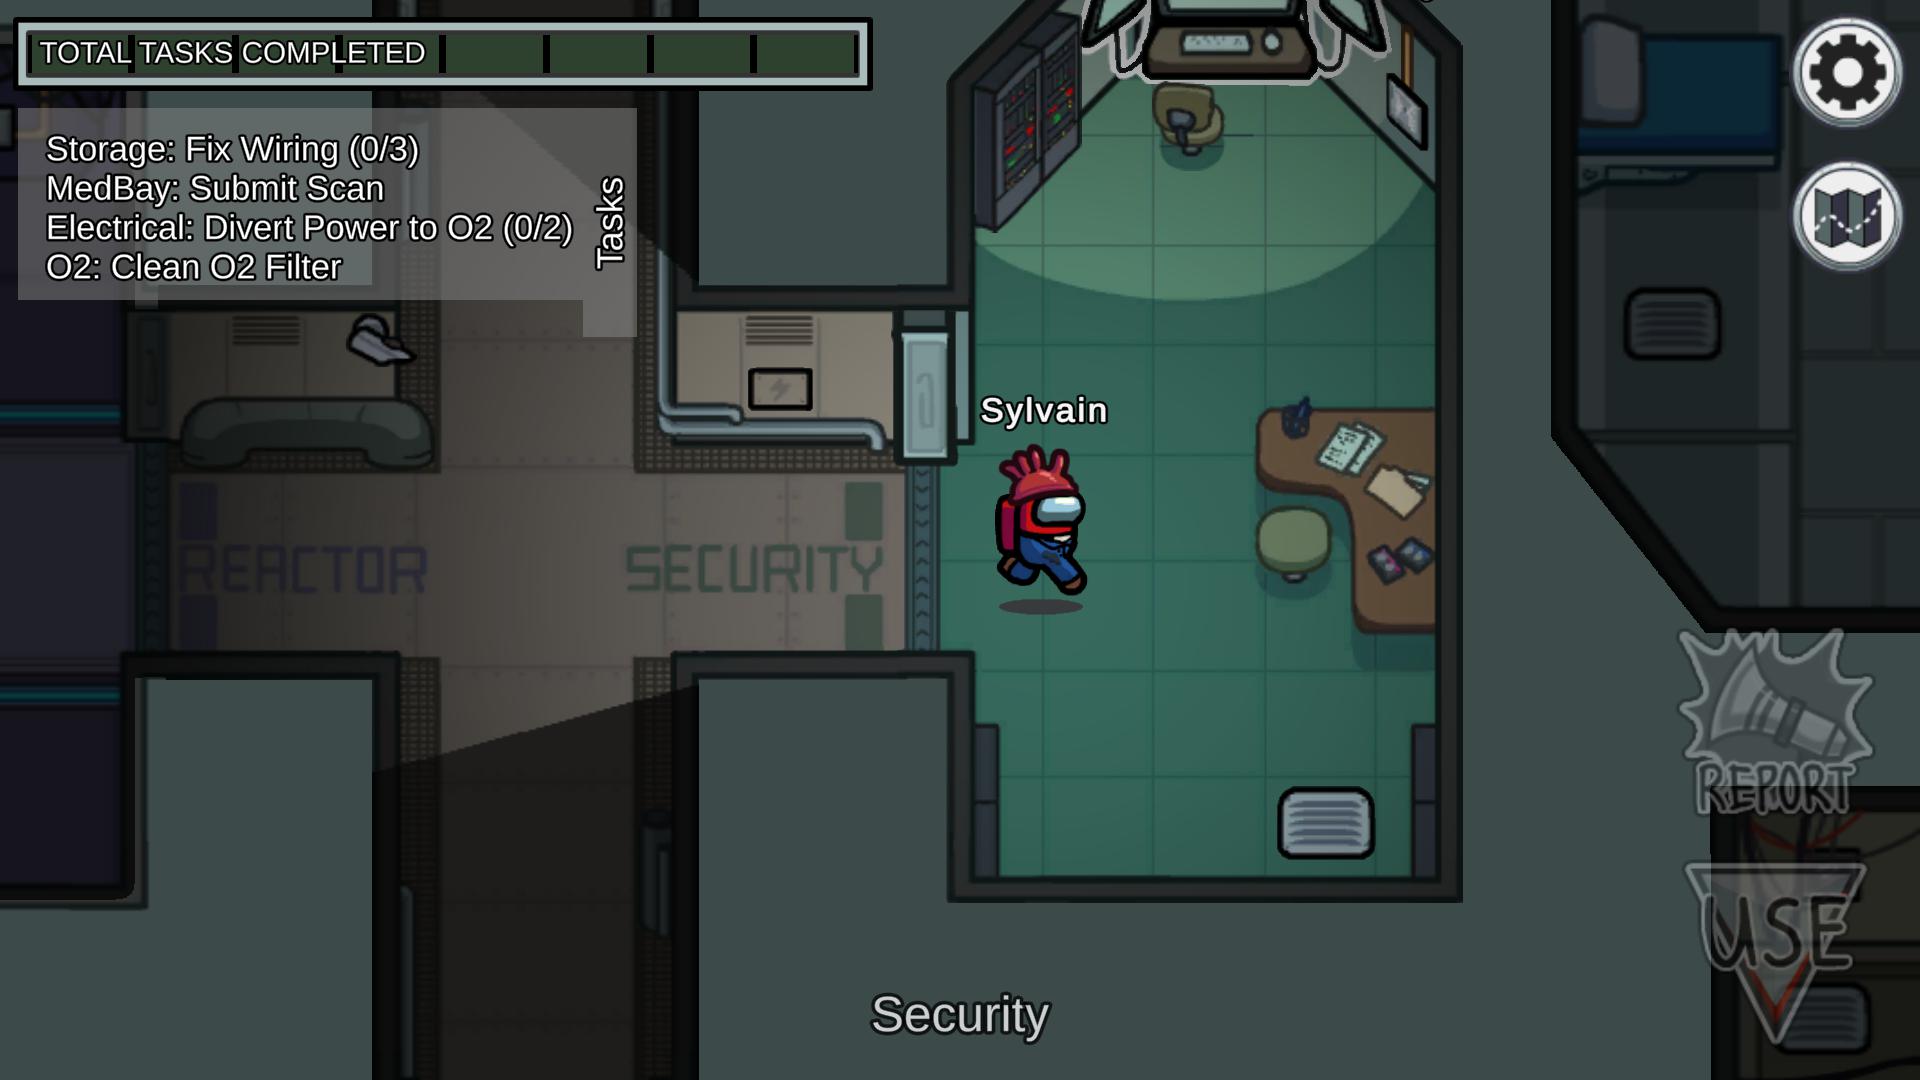 TOTAL TASKS COMPLETED
Storage: Fix Wiring (0/3)
MedBay: Submit Scan
Electrical: Divert Power to O2 (0/2)
O2: Clean O2 Filter
Tasks
Sylvain
REACTOR
SECURITY
REPORT
USE
Security